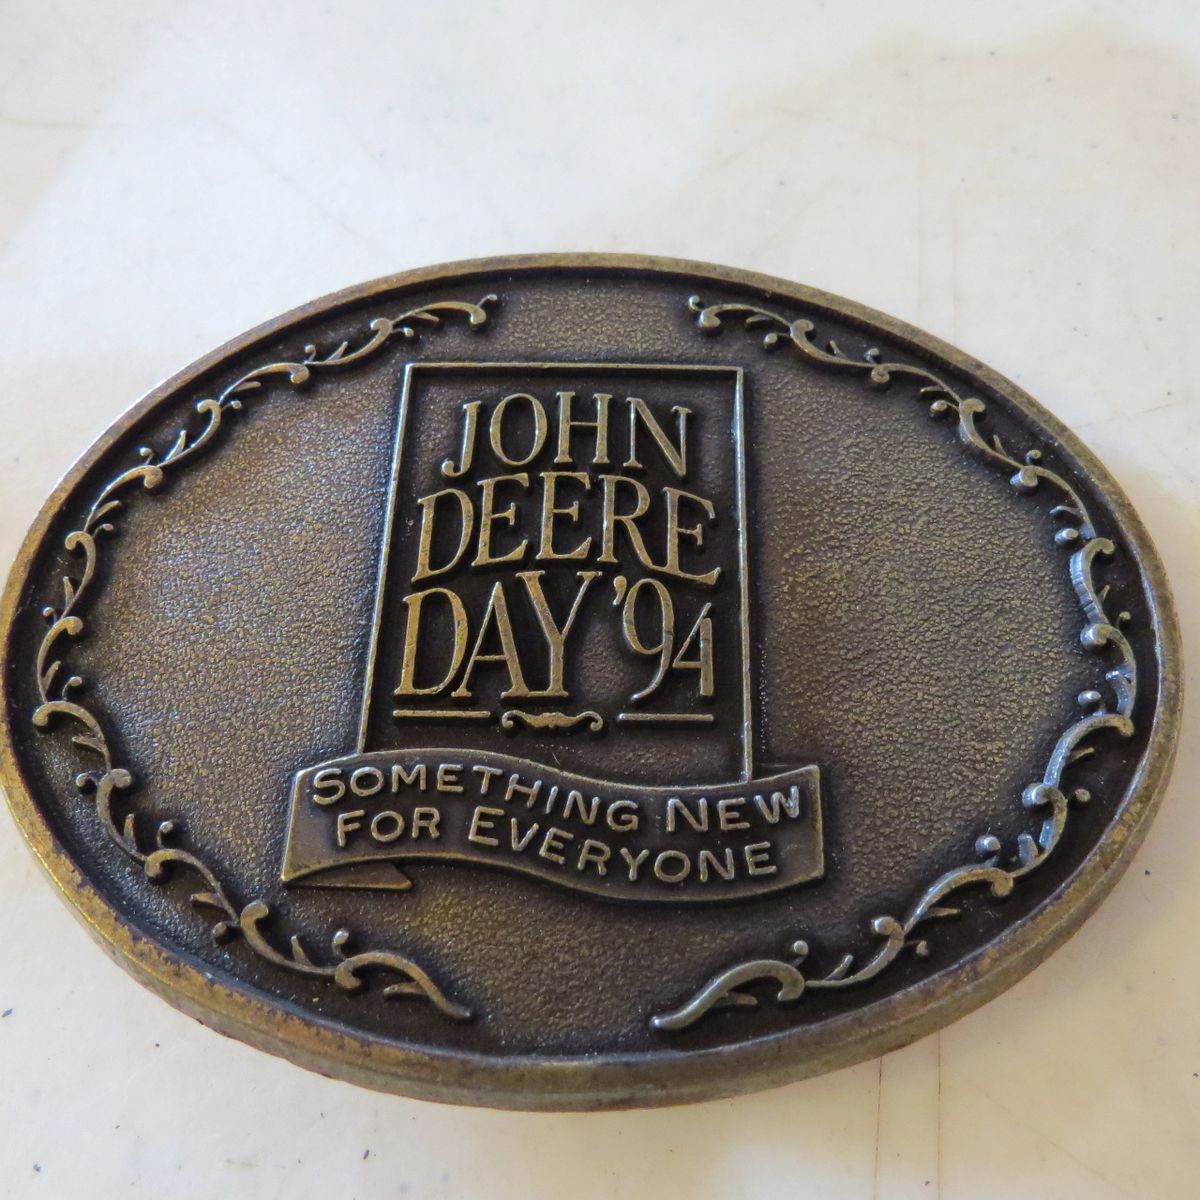 JOHN
DEERE
DAY '94
SOMETHING NEW
FOR EVERYONE